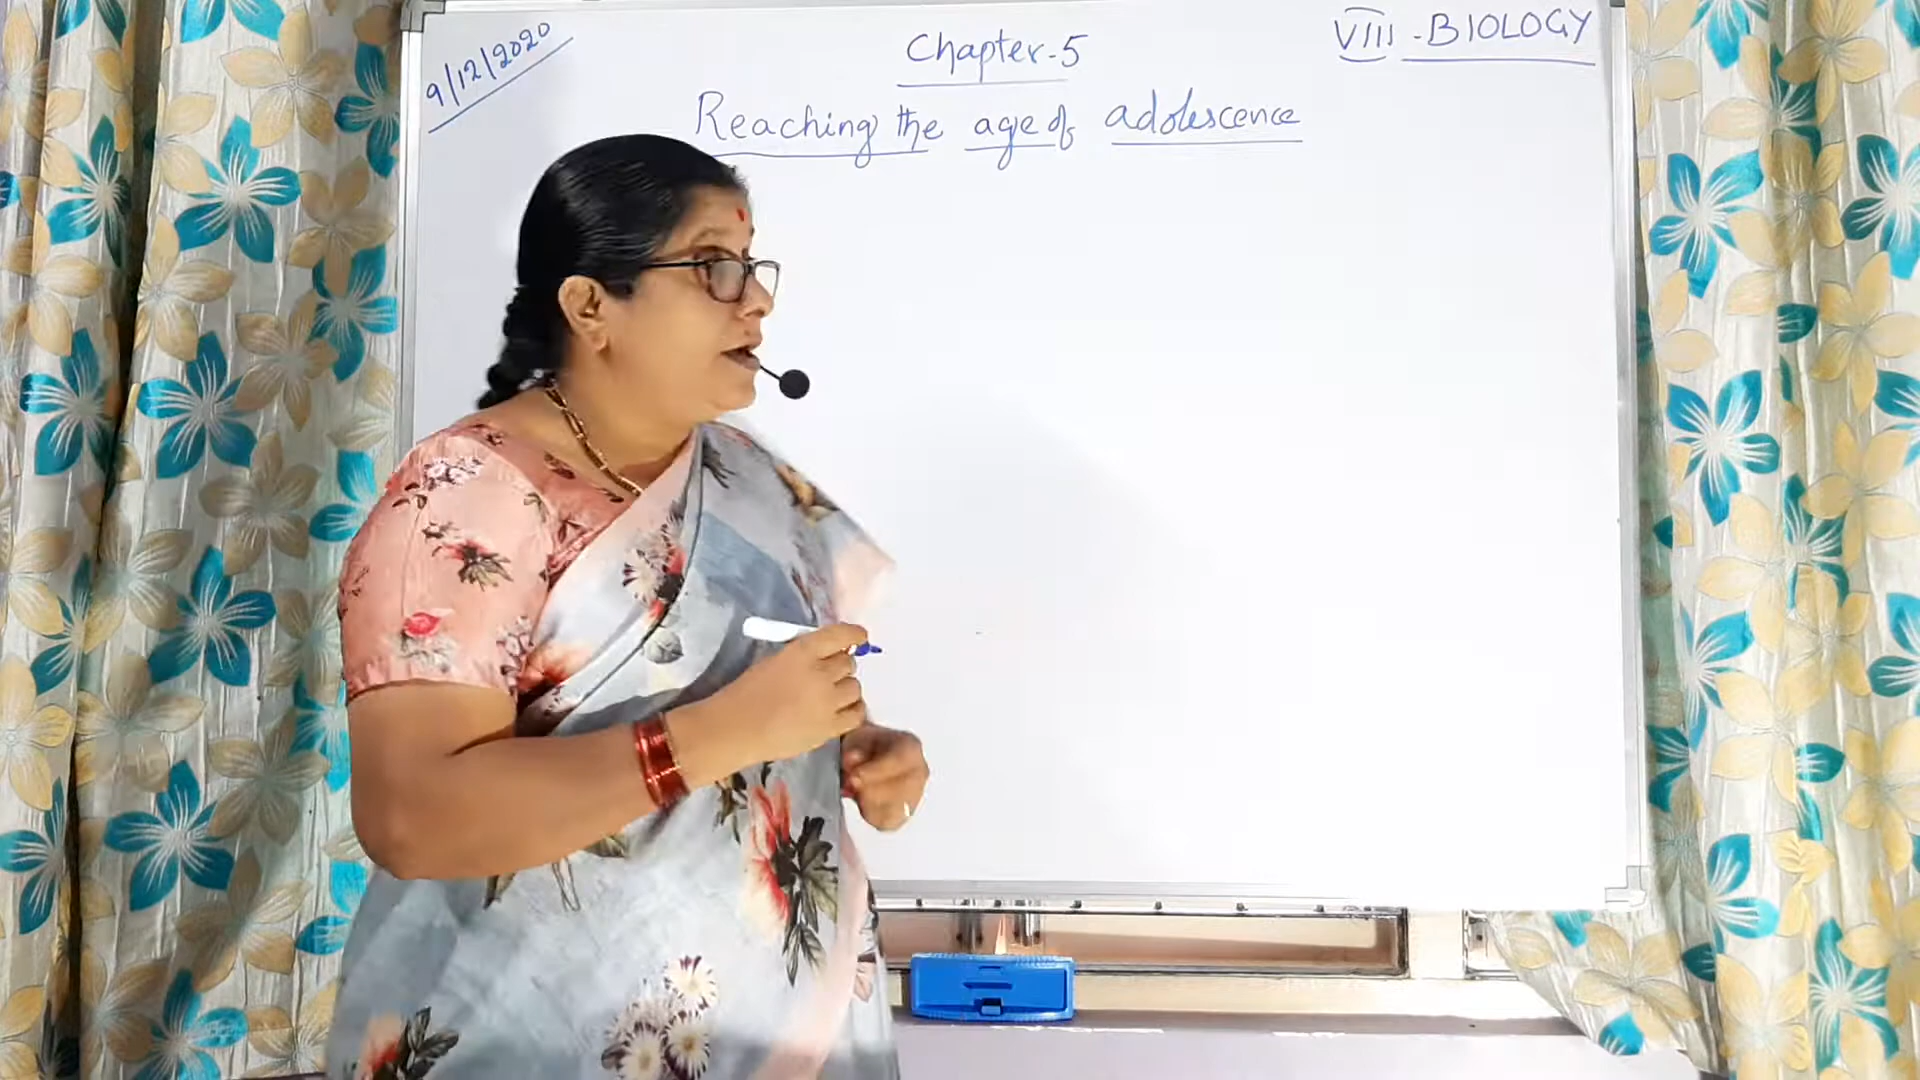 9/12/2020
Chapter-5
VIII - BIOLOGY
Reaching the age of adolescence